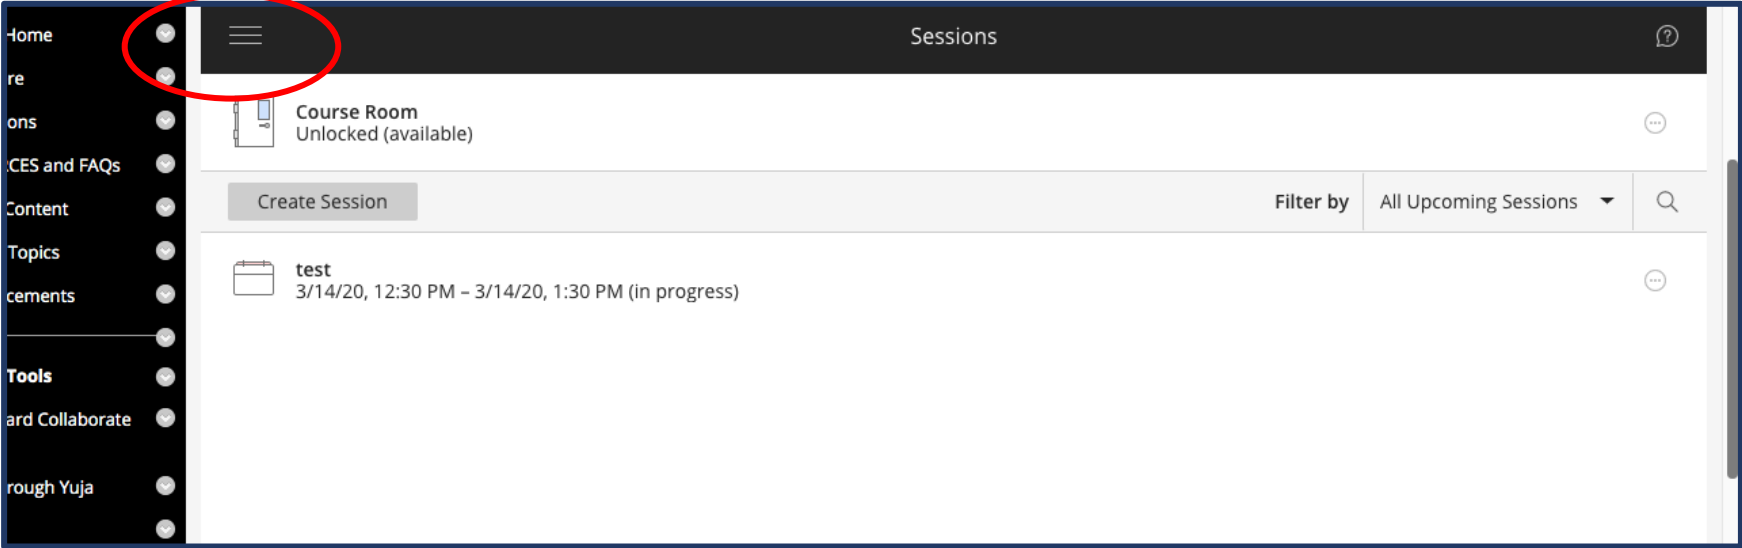 Home
re
ons
CES and FAQs
Content
Topics
cements
Tools
ard Collaborate
rough Yuja
Sessions
Course Room
Unlocked (available)
Create Session
Filter by
All Upcoming Sessions
test
3/14/20, 12:30 PM – 3/14/20, 1:30 PM (in progress)